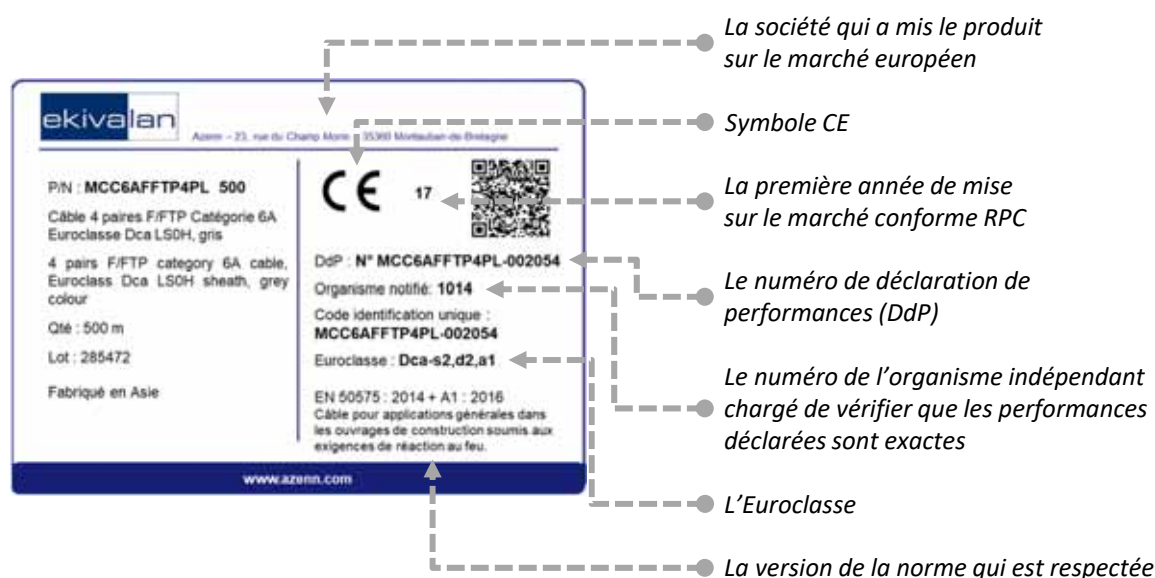 La société qui a mis le produit
sur le marché européen
ekivalan
Azenn – 23, rue du Champ Morin - 35360 Montauban-de-Bretagne
Symbole CE
P/N : MCC6AFFTP4PL 500
Câble 4 paires F/FTP Catégorie 6A
Euroclasse Dca LS0H, gris
4 pairs F/FTP category 6A cable,
Euroclass Dca LS0H sheath, grey
colour
Qté : 500 m
Lot : 285472
Fabriqué en Asie
CE
17
DdP : N° MCC6AFFTP4PL-002054
Organisme notifié: 1014
Code identification unique :
MCC6AFFTP4PL-002054
Euroclasse : Dca-s2,d2,a1
EN 50575 : 2014 + A1 : 2016
Câble pour applications générales dans
les ouvrages de construction soumis aux
exigences de réaction au feu.
www.azenn.com
La première année de mise
sur le marché conforme RPC
Le numéro de déclaration de
performances (DdP)
Le numéro de l’organisme indépendant
chargé de vérifier que les performances
déclarées sont exactes
L’Euroclasse
La version de la norme qui est respectée